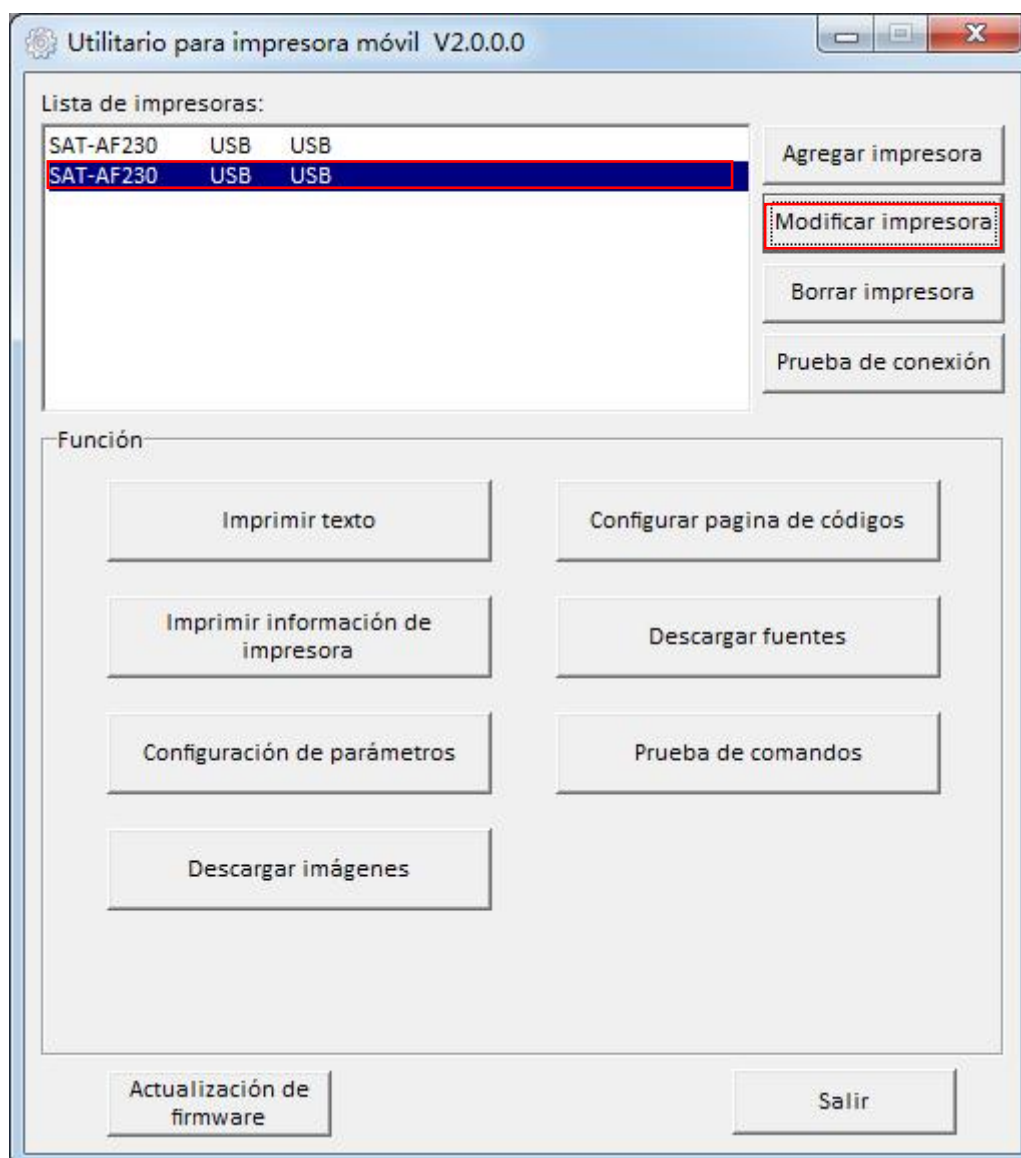 Utilitario para impresora móvil V2.0.0.0
Lista de impresoras:
SAT-AF230 USB USB
SAT-AF230 USB USB
Agregar impresora
Modificar impresora
Borrar impresora
Prueba de conexión
Función
Imprimir texto
Configurar pagina de códigos
Imprimir información de
impresora
Descargar fuentes
Configuración de parámetros
Prueba de comandos
Descargar imágenes
Actualización de
firmware
Salir